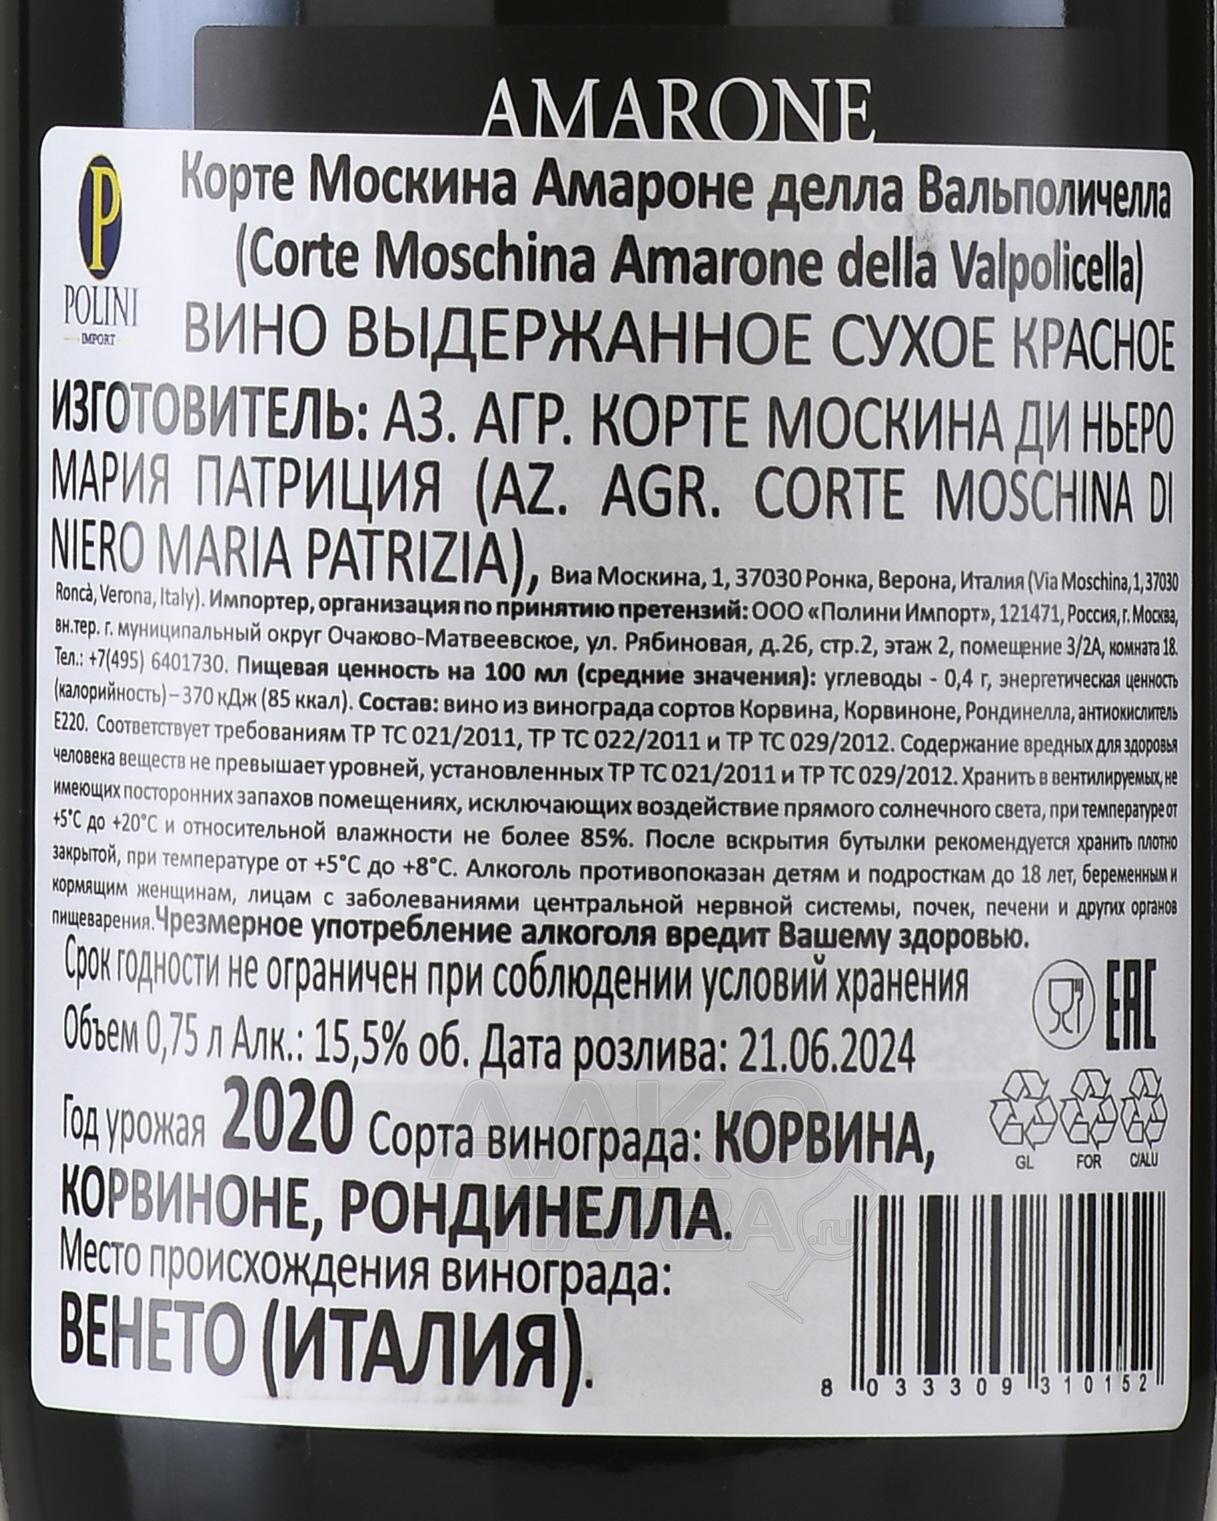 AMARONE
POLINI
IMPORT
Корте Москина Амароне делла Вальполичелла
(Corte Moschina Amarone della Valpolicella)
ВИНО ВЫДЕРЖАННОЕ СУХОЕ КРАСНОЕ
ИЗГОТОВИТЕЛЬ: АЗ. АГР. КОРТЕ МОСКИНА ДИ НЬЕРО
МАРИЯ ПАТРИЦИЯ (AZ. AGR. CORTE MOSCHINA DI
NIERO MARIA PATRIZIA), Виа Москина, 1, 37030 Ронка, Верона, Италия (Via Moschina, 1, 37030
Roncà, Verona, Italy). Импортер, организация по принятию претензий: ООО «Полини Импорт», 121471, Россия, г. Москва,
вн.тер. г. муниципальный округ Очаково-Матвеевское, ул. Рябиновая, д.26, стр.2, этаж 2, помещение 3/2А, комната 18.
Тел.: +7(495) 6401730. Пищевая ценность на 100 мл (средние значения): углеводы - 0,4 г, энергетическая ценность
(калорийность) – 370 кДж (85 ккал). Состав: вино из винограда сортов Корвина, Корвиноне, Рондинелла, антиокислитель
Е220. Соответствует требованиям ТР ТС 021/2011, ТР ТС 022/2011 и ТР ТС 029/2012. Содержание вредных для здоровья
человека веществ не превышает уровней, установленных ТР ТС 021/2011 и ТР ТС 029/2012. Хранить в вентилируемых, не
имеющих посторонних запахов помещениях, исключающих воздействие прямого солнечного света, при температуре от
+5°С до +20°С и относительной влажности не более 85%. После вскрытия бутылки рекомендуется хранить плотно
закрытой, при температуре от +5°С до +8°С. Алкоголь противопоказан детям и подросткам до 18 лет, беременным и
кормящим женщинам, лицам с заболеваниями центральной нервной системы, почек, печени и других органов
пищеварения. Чрезмерное употребление алкоголя вредит Вашему здоровью.
Срок годности не ограничен при соблюдении условий хранения
EAC
Объем 0,75 л Алк.: 15,5% об. Дата розлива: 21.06.2024
Год урожая 2020 Сорта винограда: КОРВИНА,
GL FOR C/ALU
КОРВИНОНЕ, РОНДИНЕЛЛА.
Место происхождения винограда:
ВЕНЕТО (ИТАЛИЯ).
8 033309 310152
АЛКО
ПЛАВКА.ru